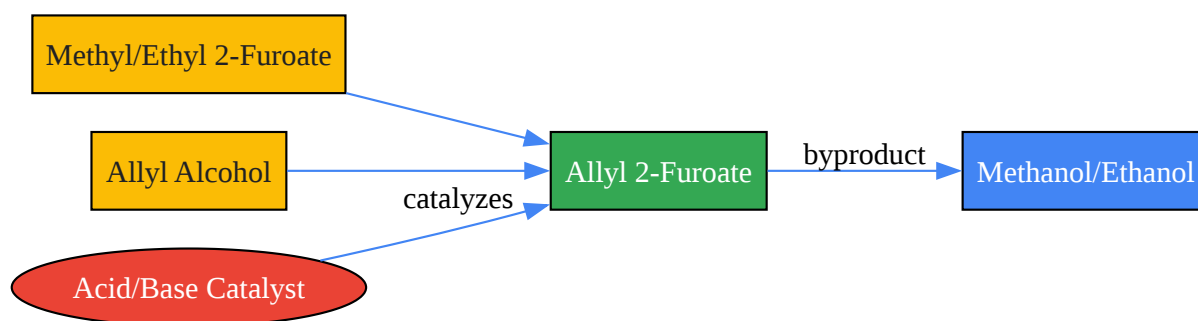 Methyl/Ethyl 2-Furoate
Allyl Alcohol
catalyzes
Acid/Base Catalyst
Allyl 2-Furoate
byproduct
Methanol/Ethanol